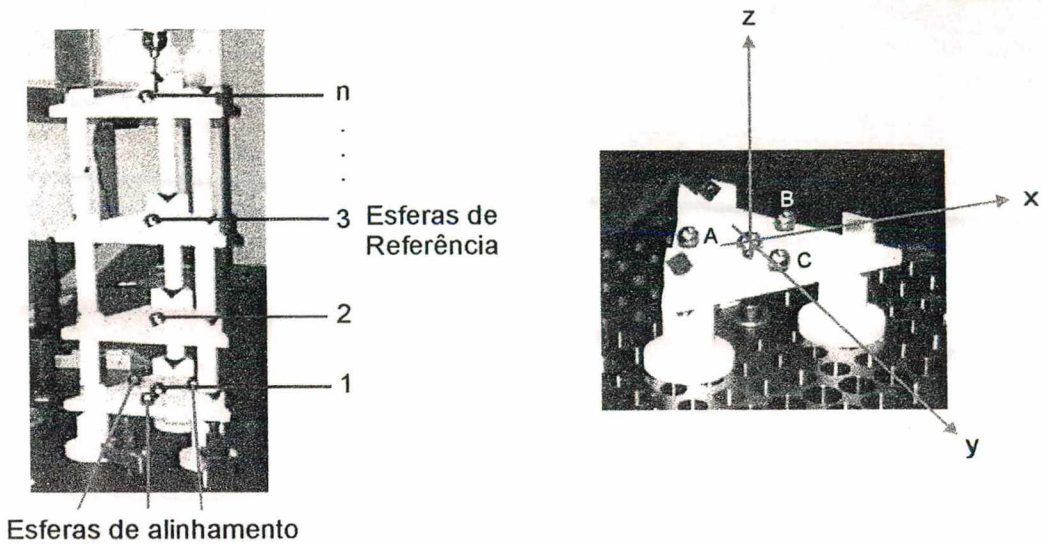 n
.
.
.
3
Esferas de
Referência
2
1
Esferas de alinhamento
z
x
B
A
C
y